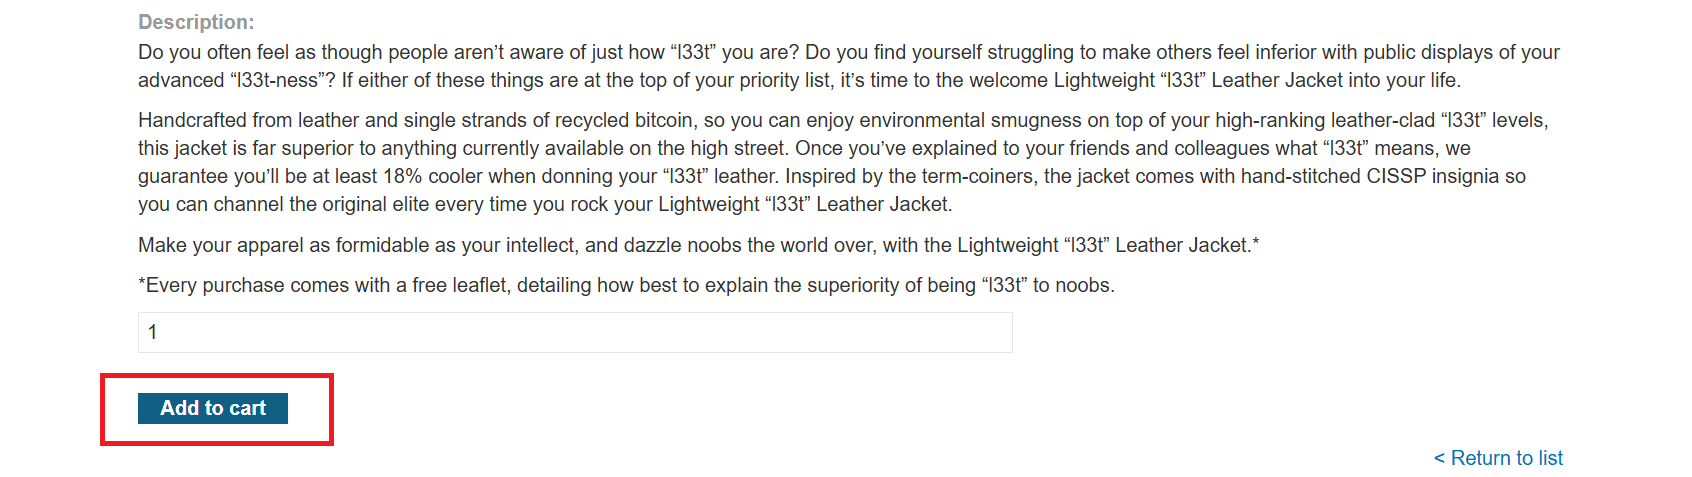 Description:
Do you often feel as though people aren’t aware of just how “l33t” you are? Do you find yourself struggling to make others feel inferior with public displays of your
advanced “l33t-ness”? If either of these things are at the top of your priority list, it’s time to the welcome Lightweight “l33t” Leather Jacket into your life.
Handcrafted from leather and single strands of recycled bitcoin, so you can enjoy environmental smugness on top of your high-ranking leather-clad “l33t” levels,
this jacket is far superior to anything currently available on the high street. Once you’ve explained to your friends and colleagues what “l33t” means, we
guarantee you’ll be at least 18% cooler when donning your “l33t” leather. Inspired by the term-coiners, the jacket comes with hand-stitched CISSP insignia so
you can channel the original elite every time you rock your Lightweight “l33t” Leather Jacket.
Make your apparel as formidable as your intellect, and dazzle noobs the world over, with the Lightweight “l33t” Leather Jacket.*
*Every purchase comes with a free leaflet, detailing how best to explain the superiority of being “l33t” to noobs.
1
Add to cart
< Return to list